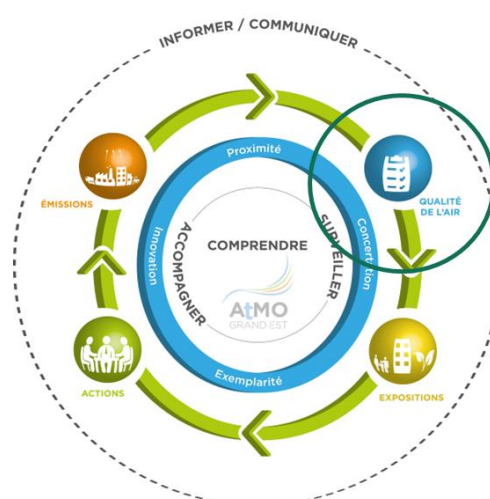 INFORMER / COMMUNIQUER
Proximité
ÉMISSIONS
QUALITÉ
DE L'AIR
Innovation
ACCOMPAGNER
COMPRENDRE
SURVEILLER
Concertation
AtMO
GRAND EST
Exemplarité
ACTIONS
EXPOSITIONS